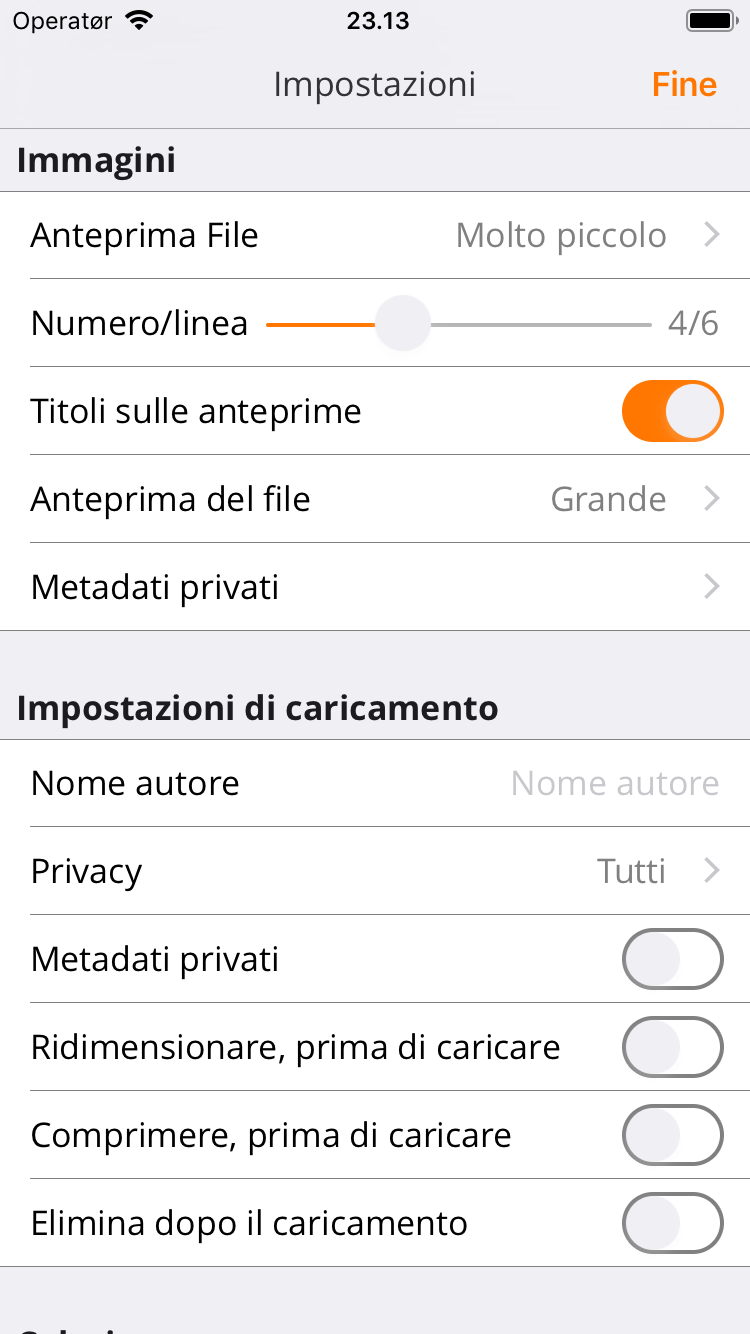 Operatør 23.13
Impostazioni Fine
Immagini
Anteprima File Molto piccolo
Numero/linea 4/6
Titoli sulle anteprime
Anteprima del file Grande
Metadati privati
Impostazioni di caricamento
Nome autore Nome autore
Privacy Tutti
Metadati privati
Ridimensionare, prima di caricare
Comprimere, prima di caricare
Elimina dopo il caricamento